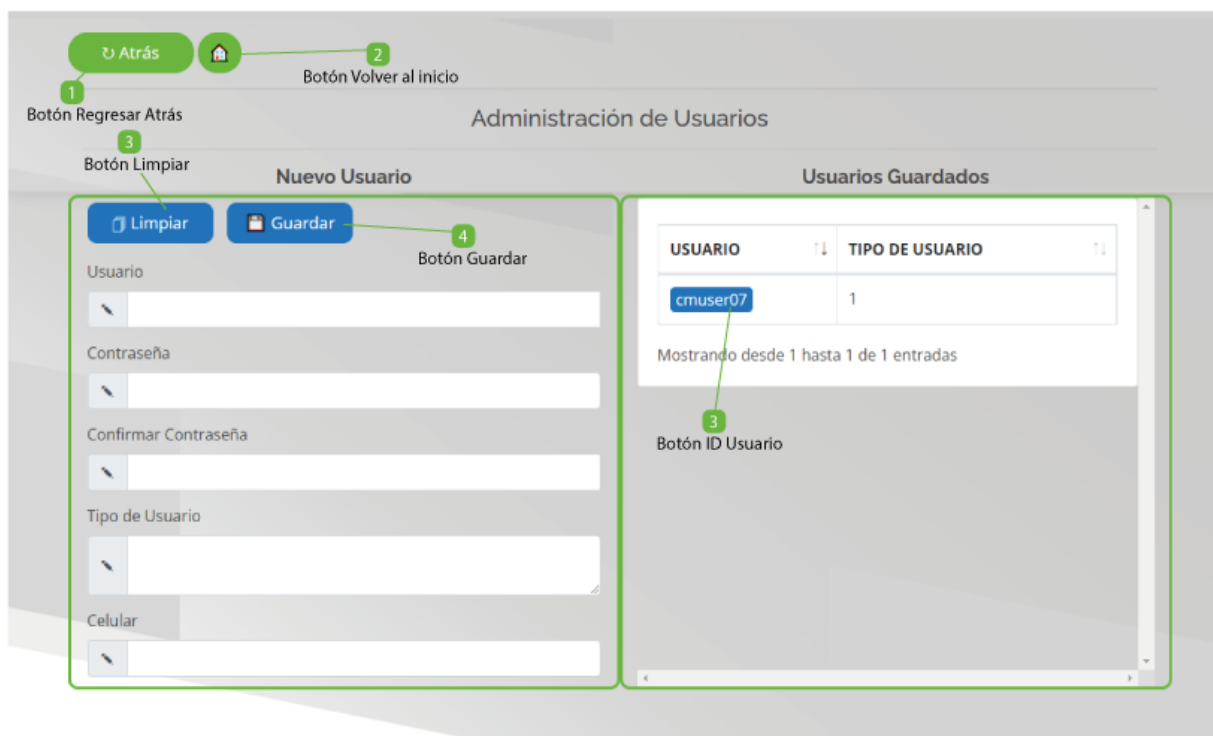 ↻ Atrás
2
Botón Volver al inicio
1
Botón Regresar Atrás
Administración de Usuarios
3
Botón Limpiar
Nuevo Usuario
Usuarios Guardados
Limpiar
Guardar
4
Botón Guardar
Usuario
Contraseña
Confirmar Contraseña
Tipo de Usuario
Celular
USUARIO ↑↓ TIPO DE USUARIO ↑↓
cmuser07 1
Mostrando desde 1 hasta 1 de 1 entradas
3
Botón ID Usuario